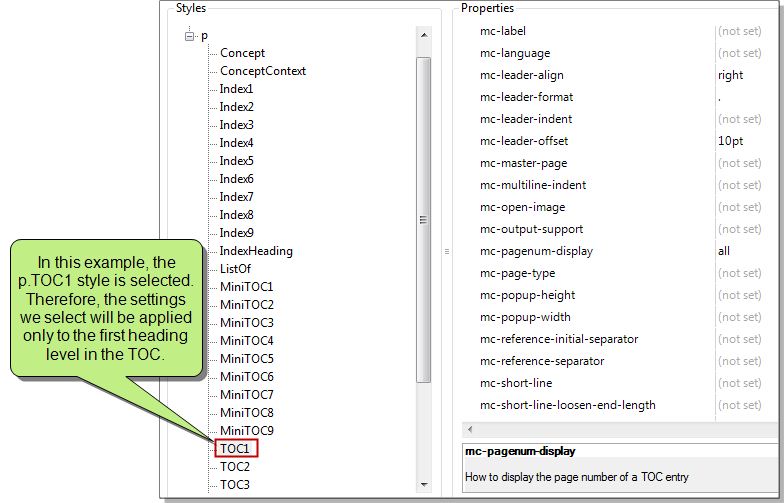 Styles
p
Concept
ConceptContext
Index1
Index2
Index3
Index4
Index5
Index6
Index7
Index8
Index9
IndexHeading
ListOf
MiniTOC1
MiniTOC2
MiniTOC3
MiniTOC4
MiniTOC5
MiniTOC6
MiniTOC7
MiniTOC8
MiniTOC9
TOC1
TOC2
TOC3
In this example, the
p.TOC1 style is selected.
Therefore, the settings
we select will be applied
only to the first heading
level in the TOC.
Properties
mc-label (not set)
mc-language (not set)
mc-leader-align right
mc-leader-format .
mc-leader-indent (not set)
mc-leader-offset 10pt
mc-master-page (not set)
mc-multiline-indent (not set)
mc-open-image (not set)
mc-output-support (not set)
mc-pagenum-display all
mc-page-type (not set)
mc-popup-height (not set)
mc-popup-width (not set)
mc-reference-initial-separator (not set)
mc-reference-separator (not set)
mc-short-line (not set)
mc-short-line-loosen-end-length (not set)
mc-pagenum-display
How to display the page number of a TOC entry